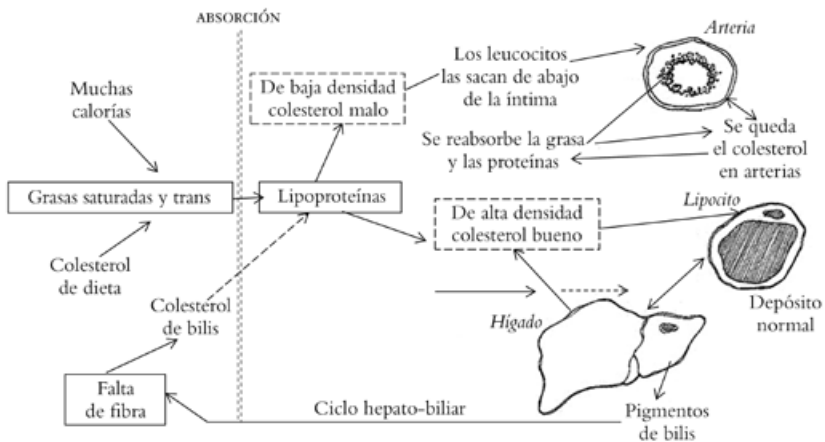 ABSORCIÓN
Arteria
Muchas
calorías
De baja densidad
colesterol malo
Los leucocitos
las sacan de abajo
de la íntima
Se reabsorbe la grasa
y las proteínas
Se queda
el colesterol
en arterias
Grasas saturadas y trans
Lipoproteínas
De alta densidad
colesterol bueno
Lipocito
Colesterol
de dieta
Colesterol
de bilis
Hígado
Depósito
normal
Falta
de fibra
Ciclo hepato-biliar
Pigmentos
de bilis